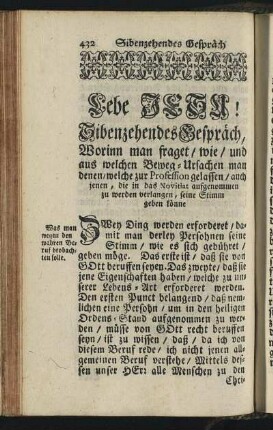 432 Sibenzehendes Gespräch
Lebe JESU!
Sibenzehendes Gespräch,
Worinn man fraget / wie / und
aus welchen Beweg-Ursachen man
denen / welche zur Profession gelassen / auch
jenen, die in das Novitiat aufgenommen
zu werden verlangen, seine Stimm
geben könne
Was man
wegen den
wahren Be-
ruf beobach-
ten solle.
ZWey Ding werden erforderet / da-
mit man derley Persohnen seine
Stimm / wie es sich gebühret /
geben möge. Das erste ist / daß sie von
GOtt beruffen seyen. Das zweyte / daß sie
jene Eigenschaften haben / welche zu un-
serer Lebens-Art erforderet werden.
Den ersten Punct belangend / daß nem-
lichen eine Persohn / um in den heiligen
Ordens-Stand aufgenommen zu wer-
den / müsse von GOtt recht beruffen
seyn / ist zu wissen / daß / da ich von
diesem Beruf rede / ich nicht jenen all-
gemeinen Beruf verstehe / Mittels des-
sen unser HErr alle Menschen zu den
Chri-